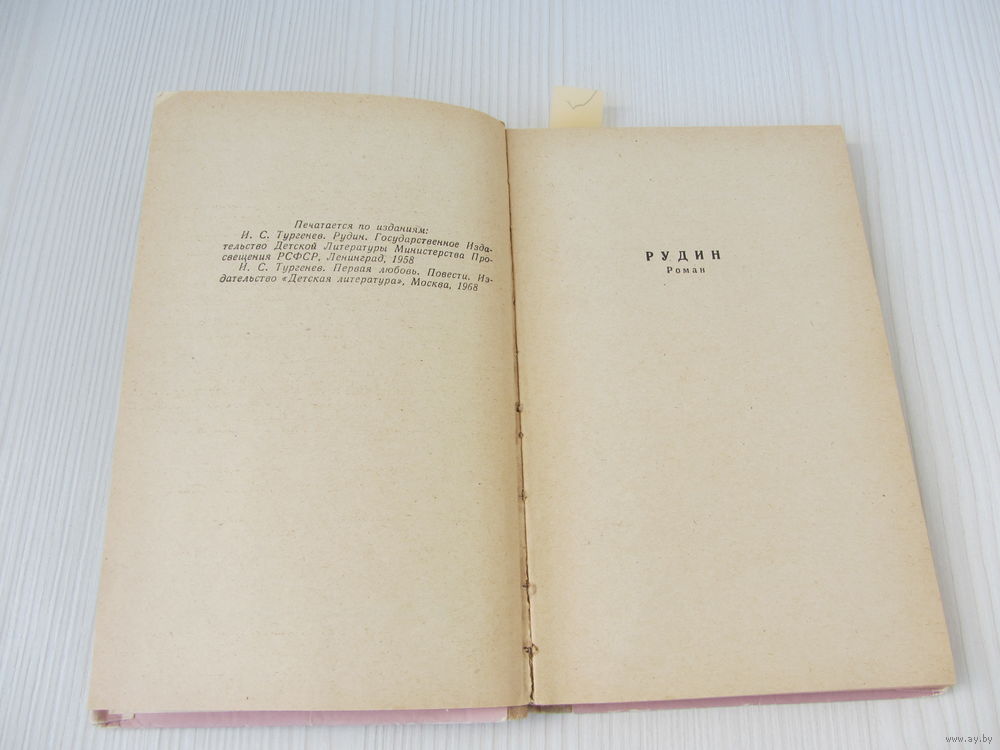 Печатается по изданиям:
И. С. Тургенев. Рудин. Государственное Изда-
тельство Детской Литературы Министерства Про-
свещения РСФСР, Ленинград, 1958
И. С. Тургенев. Первая любовь. Повести. Из-
дательство «Детская литература», Москва, 1968
РУДИН
Роман
www.ay.by